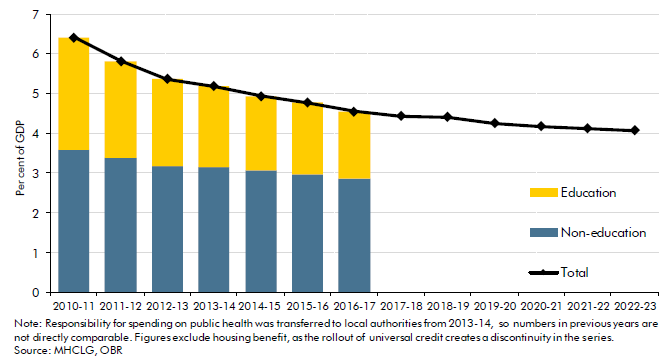 7
6
5
4
3
2
1
0
Per cent of GDP
Education
Non-education
Total
2010-11 2011-12 2012-13 2013-14 2014-15 2015-16 2016-17 2017-18 2018-19 2019-20 2020-21 2021-22 2022-23
Note: Responsibility for spending on public health was transferred to local authorities from 2013-14, so numbers in previous years are
not directly comparable. Figures exclude housing benefit, as the rollout of universal credit creates a discontinuity in the series.
Source: MHCLG, OBR